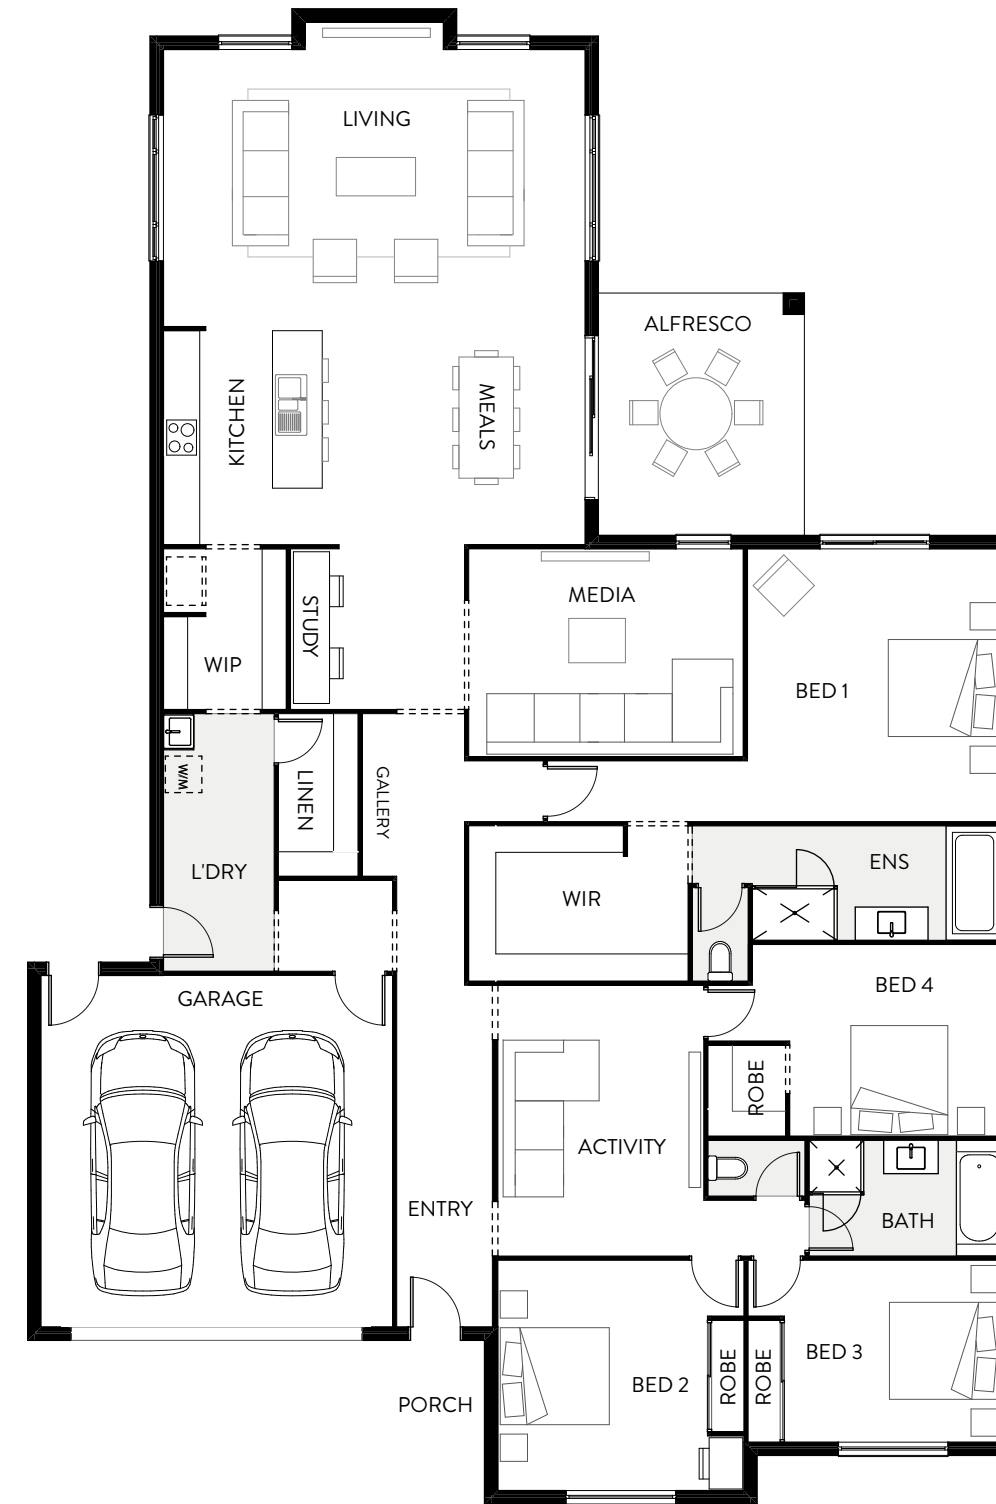 LIVING
ALFRESCO
KITCHEN
MEALS
MEDIA
STUDY
WIP
BED 1
W/M
LINEN
GALLERY
L'DRY
ENS
WIR
BED 4
GARAGE
ROBE
ACTIVITY
ENTRY
BATH
BED 3
BED 2
ROBE
ROBE
PORCH